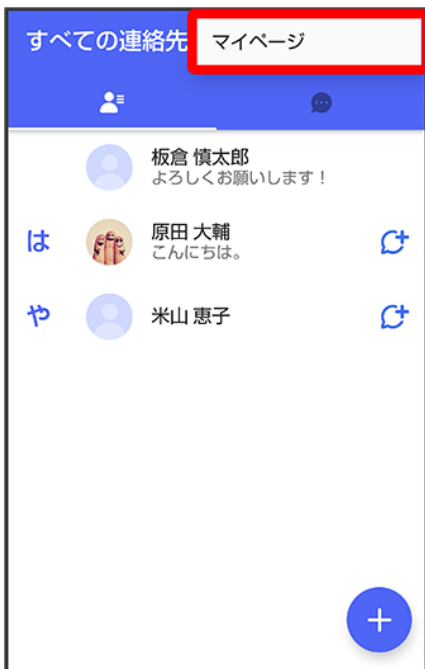 すべての連絡先
マイページ
板倉 慎太郎
よろしくお願いします！
は
原田 大輔
こんにちは。
や
米山 恵子